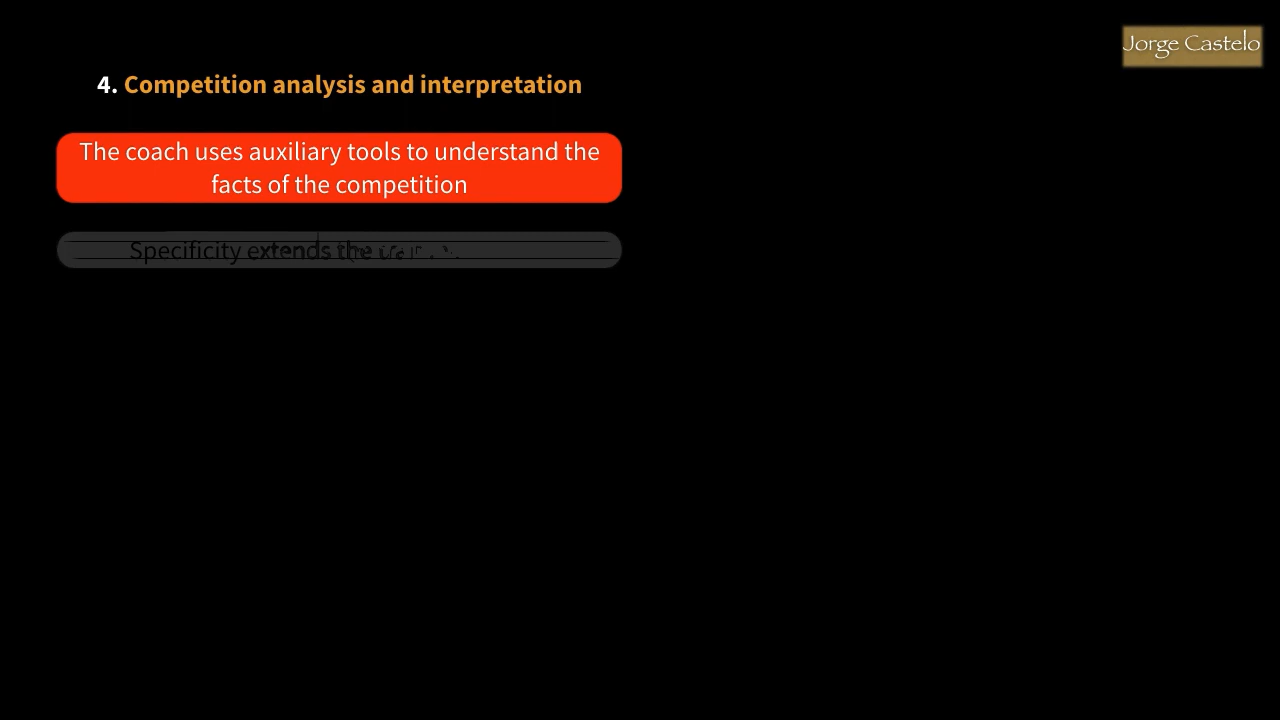 Jorge Castelo
4. Competition analysis and interpretation
The coach uses auxiliary tools to understand the
facts of the competition
Specificity extends the